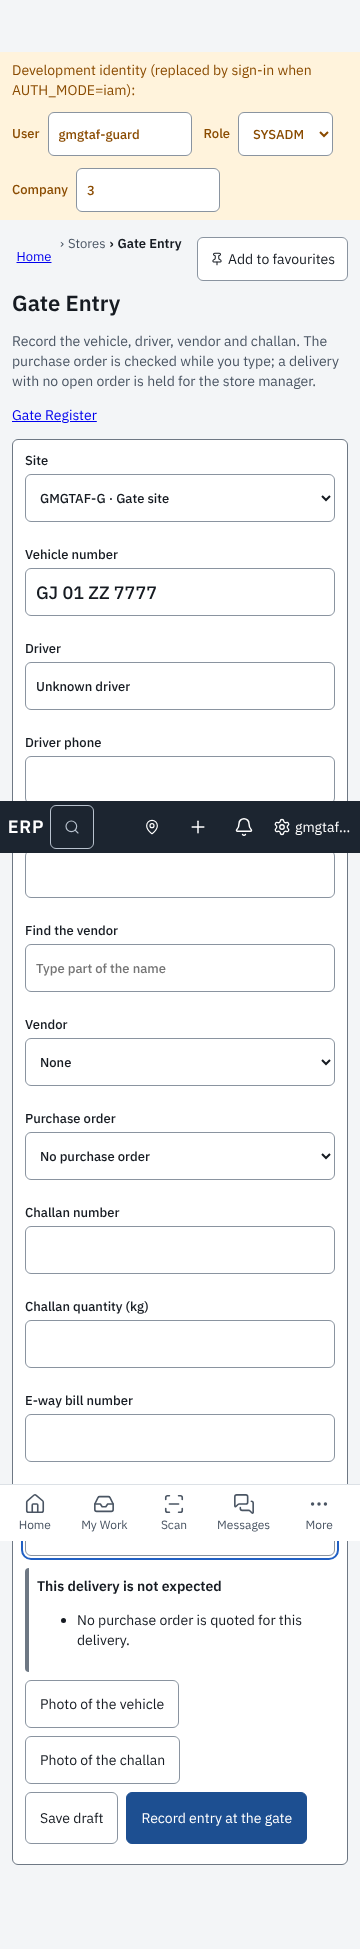 Development identity (replaced by sign-in when
AUTH_MODE=iam):
User gmgtaf-guard Role SYSADM
Company 3
Home › Stores › Gate Entry
Add to favourites
Gate Entry
Record the vehicle, driver, vendor and challan. The
purchase order is checked while you type; a delivery
with no open order is held for the store manager.
Gate Register
Site
GMGTAF-G · Gate site
Vehicle number
GJ 01 ZZ 7777
Driver
Unknown driver
Driver phone
ERP gmgtaf...
Find the vendor
Type part of the name
Vendor
None
Purchase order
No purchase order
Challan number
Challan quantity (kg)
E-way bill number
Home My Work Scan Messages More
This delivery is not expected
• No purchase order is quoted for this
delivery.
Photo of the vehicle
Photo of the challan
Save draft Record entry at the gate